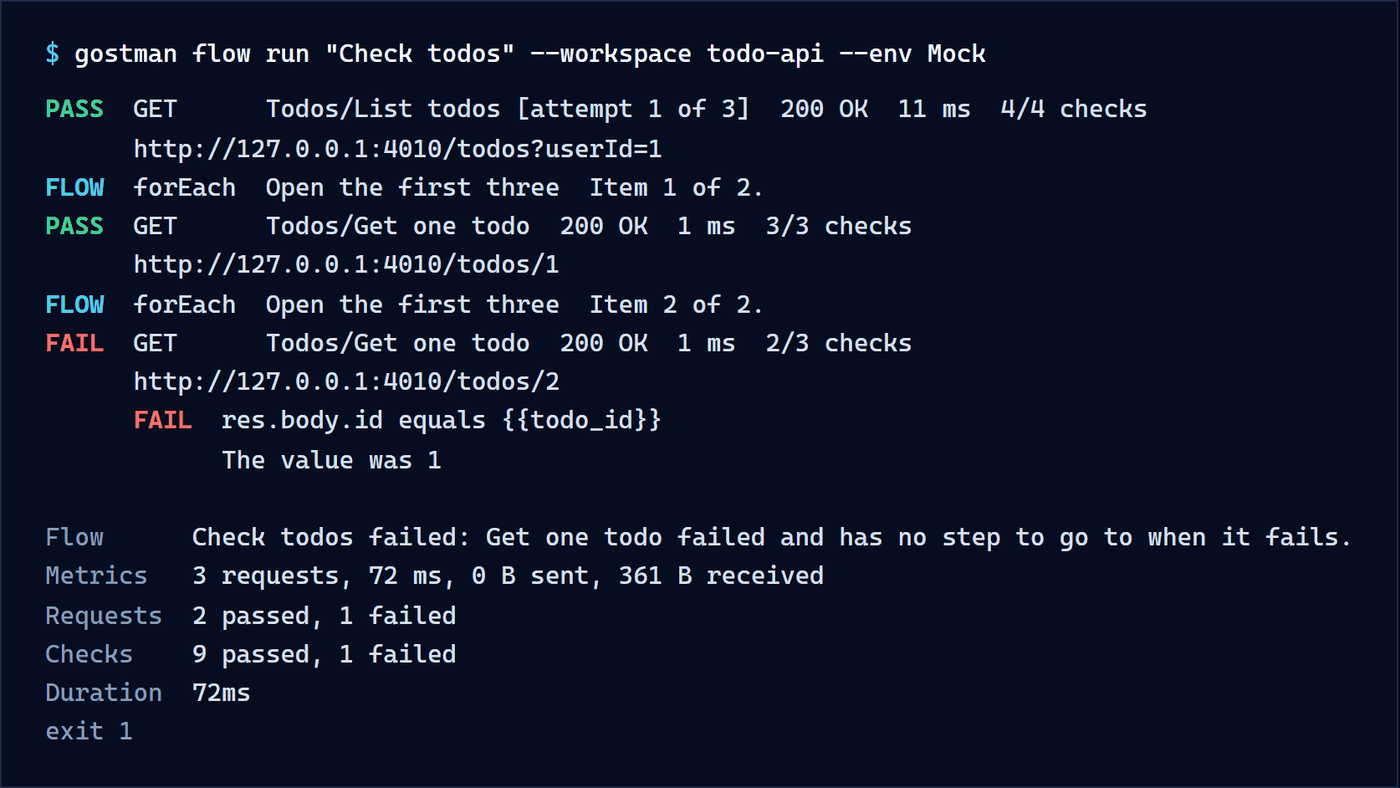 $ gostman flow run "Check todos" --workspace todo-api --env Mock
PASS  GET      Todos/List todos [attempt 1 of 3]  200 OK  11 ms  4/4 checks
      http://127.0.0.1:4010/todos?userId=1
FLOW  forEach  Open the first three  Item 1 of 2.
PASS  GET      Todos/Get one todo  200 OK  1 ms  3/3 checks
      http://127.0.0.1:4010/todos/1
FLOW  forEach  Open the first three  Item 2 of 2.
FAIL  GET      Todos/Get one todo  200 OK  1 ms  2/3 checks
      http://127.0.0.1:4010/todos/2
      FAIL  res.body.id equals {{todo_id}}
            The value was 1
Flow      Check todos failed: Get one todo failed and has no step to go to when it fails.
Metrics   3 requests, 72 ms, 0 B sent, 361 B received
Requests  2 passed, 1 failed
Checks    9 passed, 1 failed
Duration  72ms
exit 1